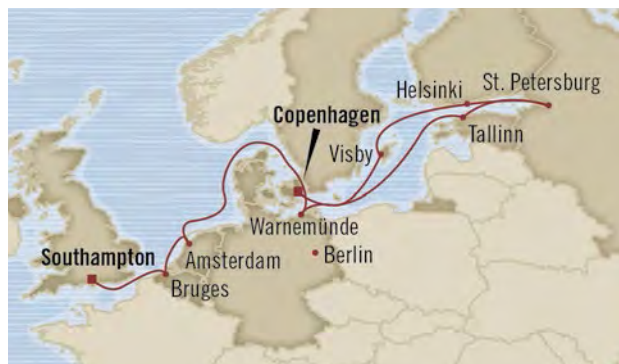 Helsinki
St. Petersburg
Copenhagen
Tallinn
Visby
Warnemünde
Southampton
Amsterdam
Berlin
Bruges